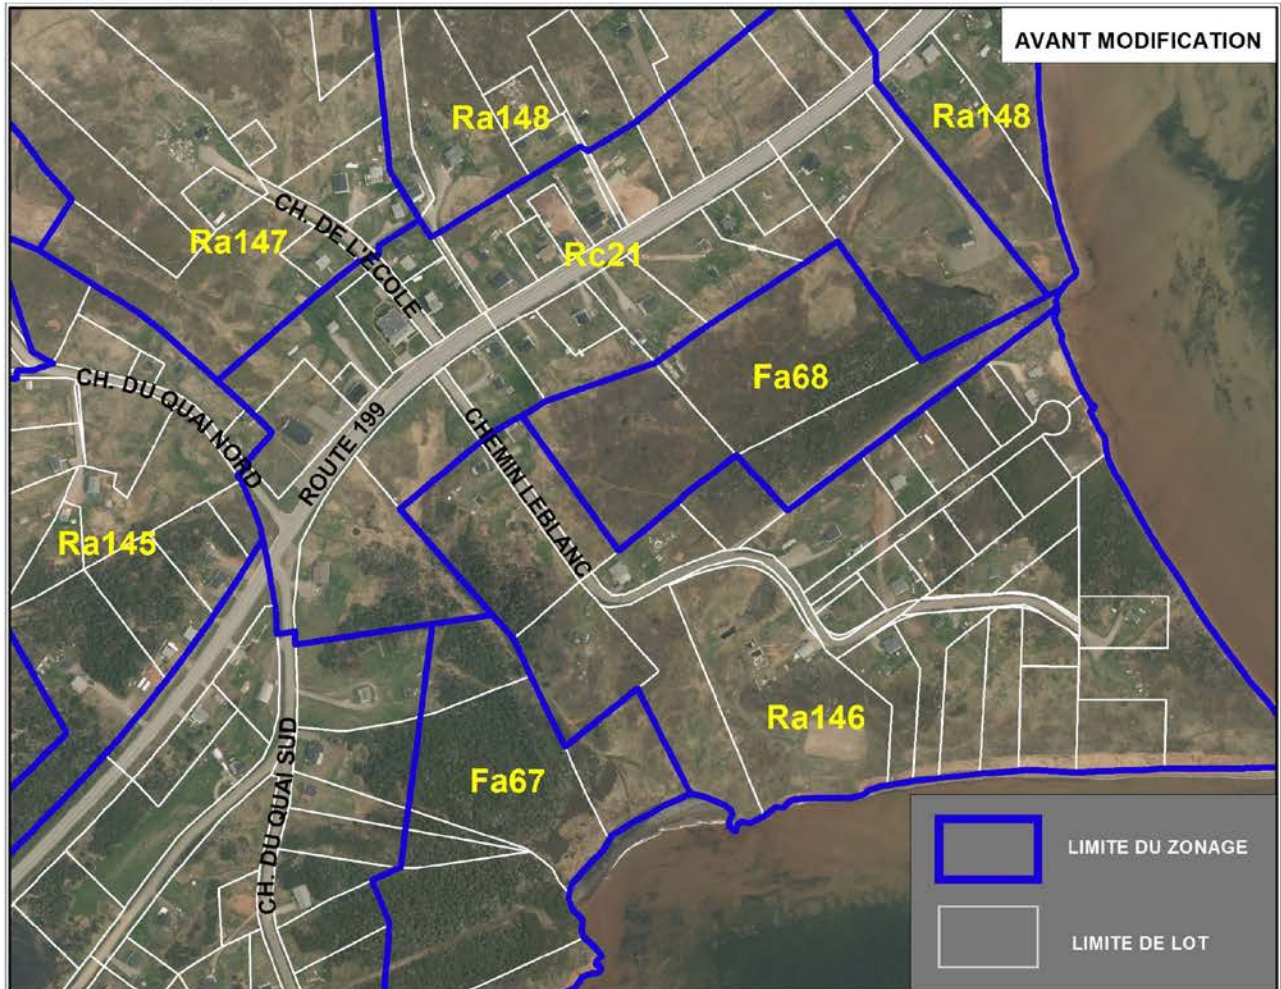 AVANT MODIFICATION
Ra148
Ra148
CH. DE L'ÉCOLE
Ra147
Rc21
Fa68
CH. DU QUAI NORD
ROUTE 199
CHEMIN LEBLANC
Ra145
Ra146
Fa67
CH. DU QUAI SUD
LIMITE DU ZONAGE
LIMITE DE LOT